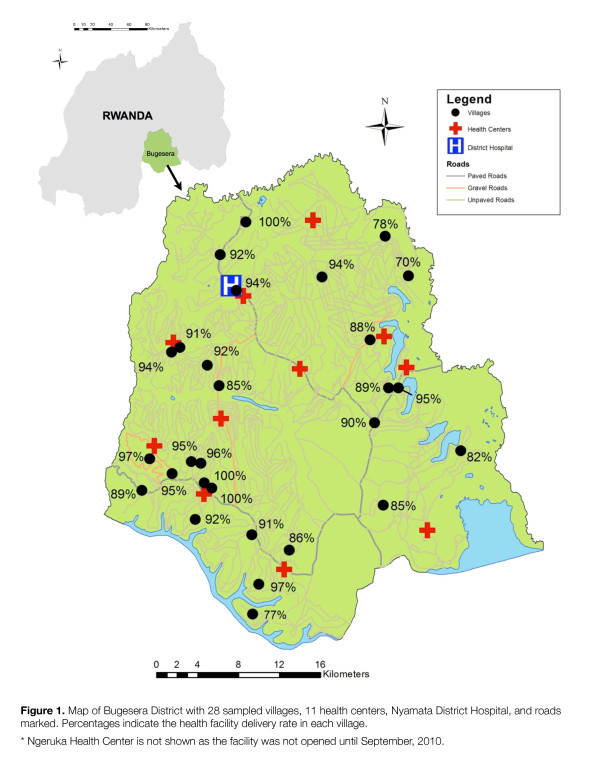 0 10 20 40 60 80
Kilometers
N
RWANDA
Bugesera
Legend
Villages
Health Centers
H District Hospital
Roads
Paved Roads
Gravel Roads
Unpaved Roads
100%
78%
92%
94%
70%
H 94%
88%
91%
94%
92%
85%
89%
95%
90%
82%
95%
96%
97%
100%
89%
95%
100%
85%
92%
91%
86%
97%
77%
0 2 4 8 12 16
Kilometers
Figure 1. Map of Bugesera District with 28 sampled villages, 11 health centers, Nyamata District Hospital, and roads
marked. Percentages indicate the health facility delivery rate in each village.
* Ngeruka Health Center is not shown as the facility was not opened until September, 2010.